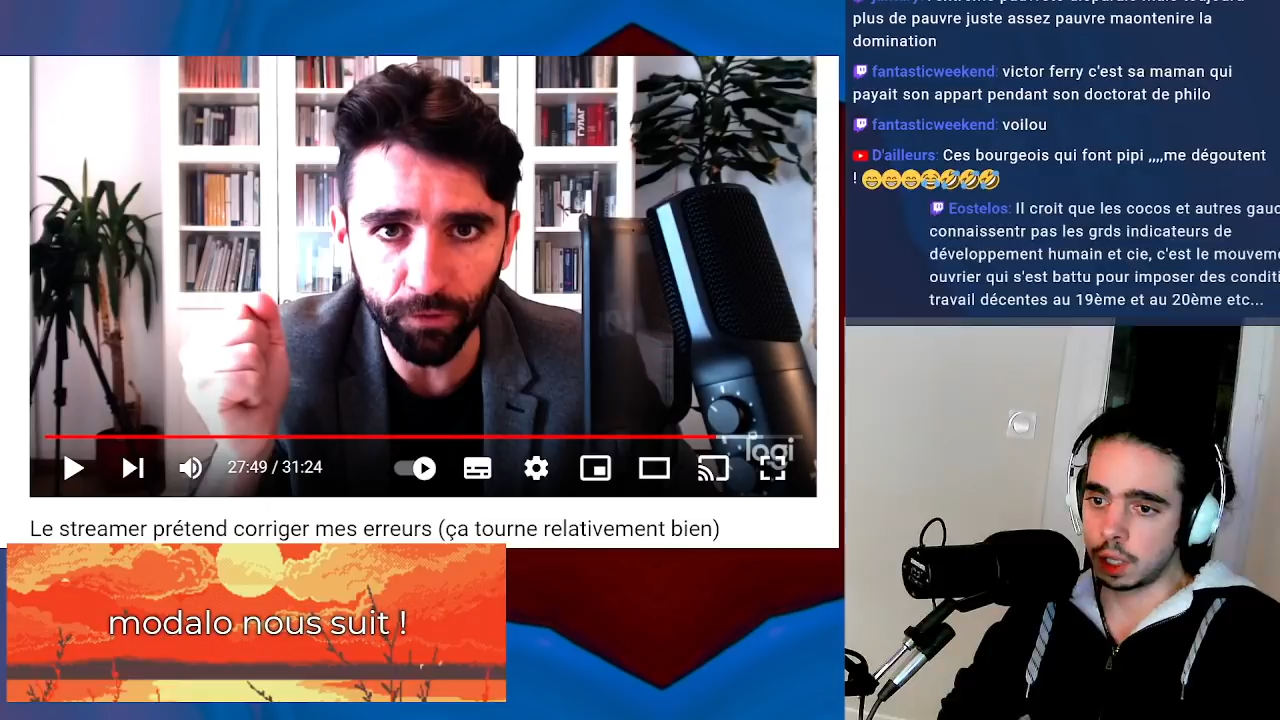 plus de pauvre juste assez pauvre maontenire la
domination
fantasticweekend: victor ferry c'est sa maman qui
payait son appart pendant son doctorat de philo
fantasticweekend: voilou
D'ailleurs: Ces bourgeois qui font pipi ,,,,me dégoutent
! 😁😁😁😂🤣🤣🤣
Eostelos: Il croit que les cocos et autres gauc
connaissentr pas les grds indicateurs de
développement humain et cie, c'est le mouveme
ouvrier qui s'est battu pour imposer des conditi
travail décentes au 19ème et au 20ème etc...
ГУЛАГ
logi
27:49 / 31:24
Le streamer prétend corriger mes erreurs (ça tourne relativement bien)
modalo nous suit !